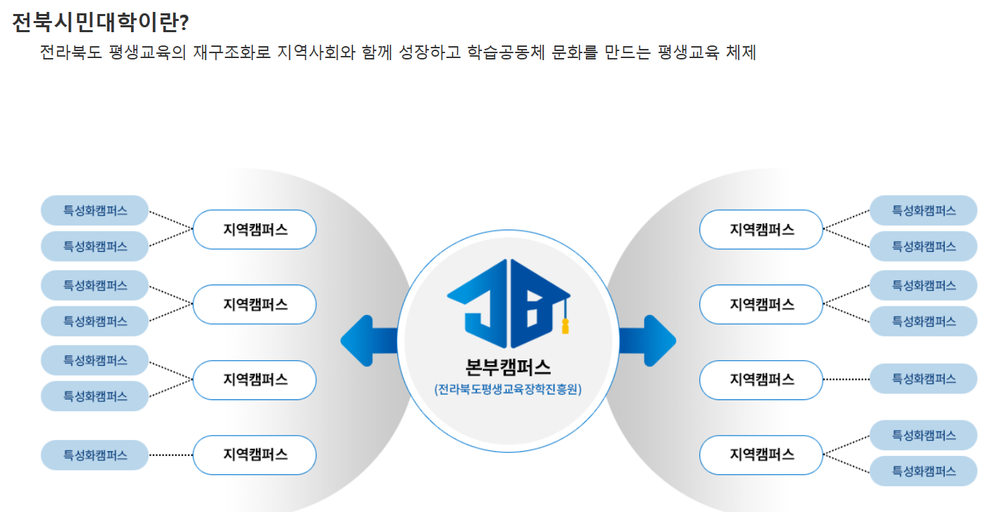 전북시민대학이란?
전라북도 평생교육의 재구조화로 지역사회와 함께 성장하고 학습공동체 문화를 만드는 평생교육 체제
특성화캠퍼스
특성화캠퍼스
지역캠퍼스
특성화캠퍼스
특성화캠퍼스
지역캠퍼스
특성화캠퍼스
특성화캠퍼스
지역캠퍼스
특성화캠퍼스
지역캠퍼스
JB
본부캠퍼스
(전라북도평생교육장학진흥원)
지역캠퍼스
특성화캠퍼스
특성화캠퍼스
지역캠퍼스
특성화캠퍼스
특성화캠퍼스
지역캠퍼스
특성화캠퍼스
지역캠퍼스
특성화캠퍼스
특성화캠퍼스